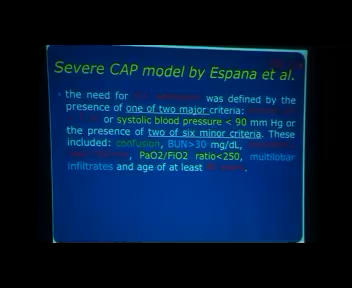 Severe CAP model by Espana et al.
the need for was defined by the
presence of one of two major criteria:
or systolic blood pressure < 90 mm Hg or
the presence of two of six minor criteria. These
included: confusion, BUN>30 mg/dL,
, PaO2/FiO2 ratio<250, multilobar
infiltrates and age of at least .